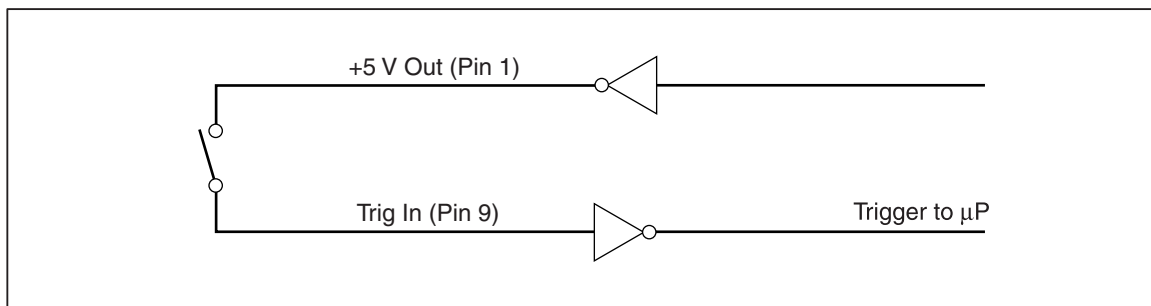 +5 V Out (Pin 1)
Trig In (Pin 9)
Trigger to μP